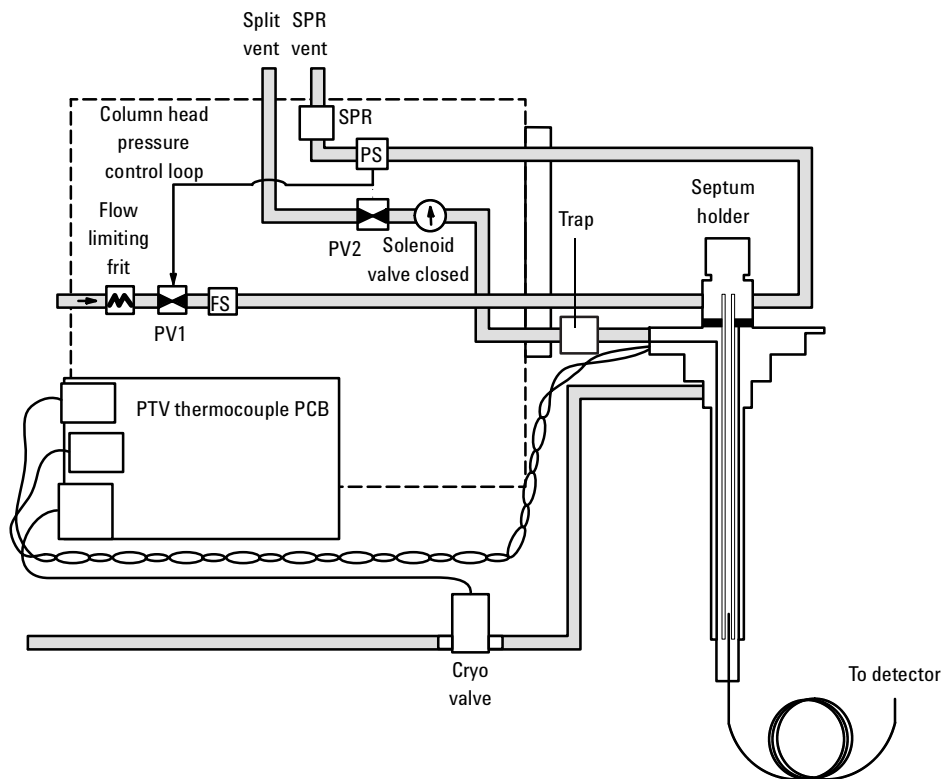 Split
vent
SPR
vent
Column head
pressure
control loop
SPR
PS
Septum
holder
Flow
limiting
frit
Trap
PV2
Solenoid
valve closed
FS
PV1
PTV thermocouple PCB
Cryo
valve
To detector